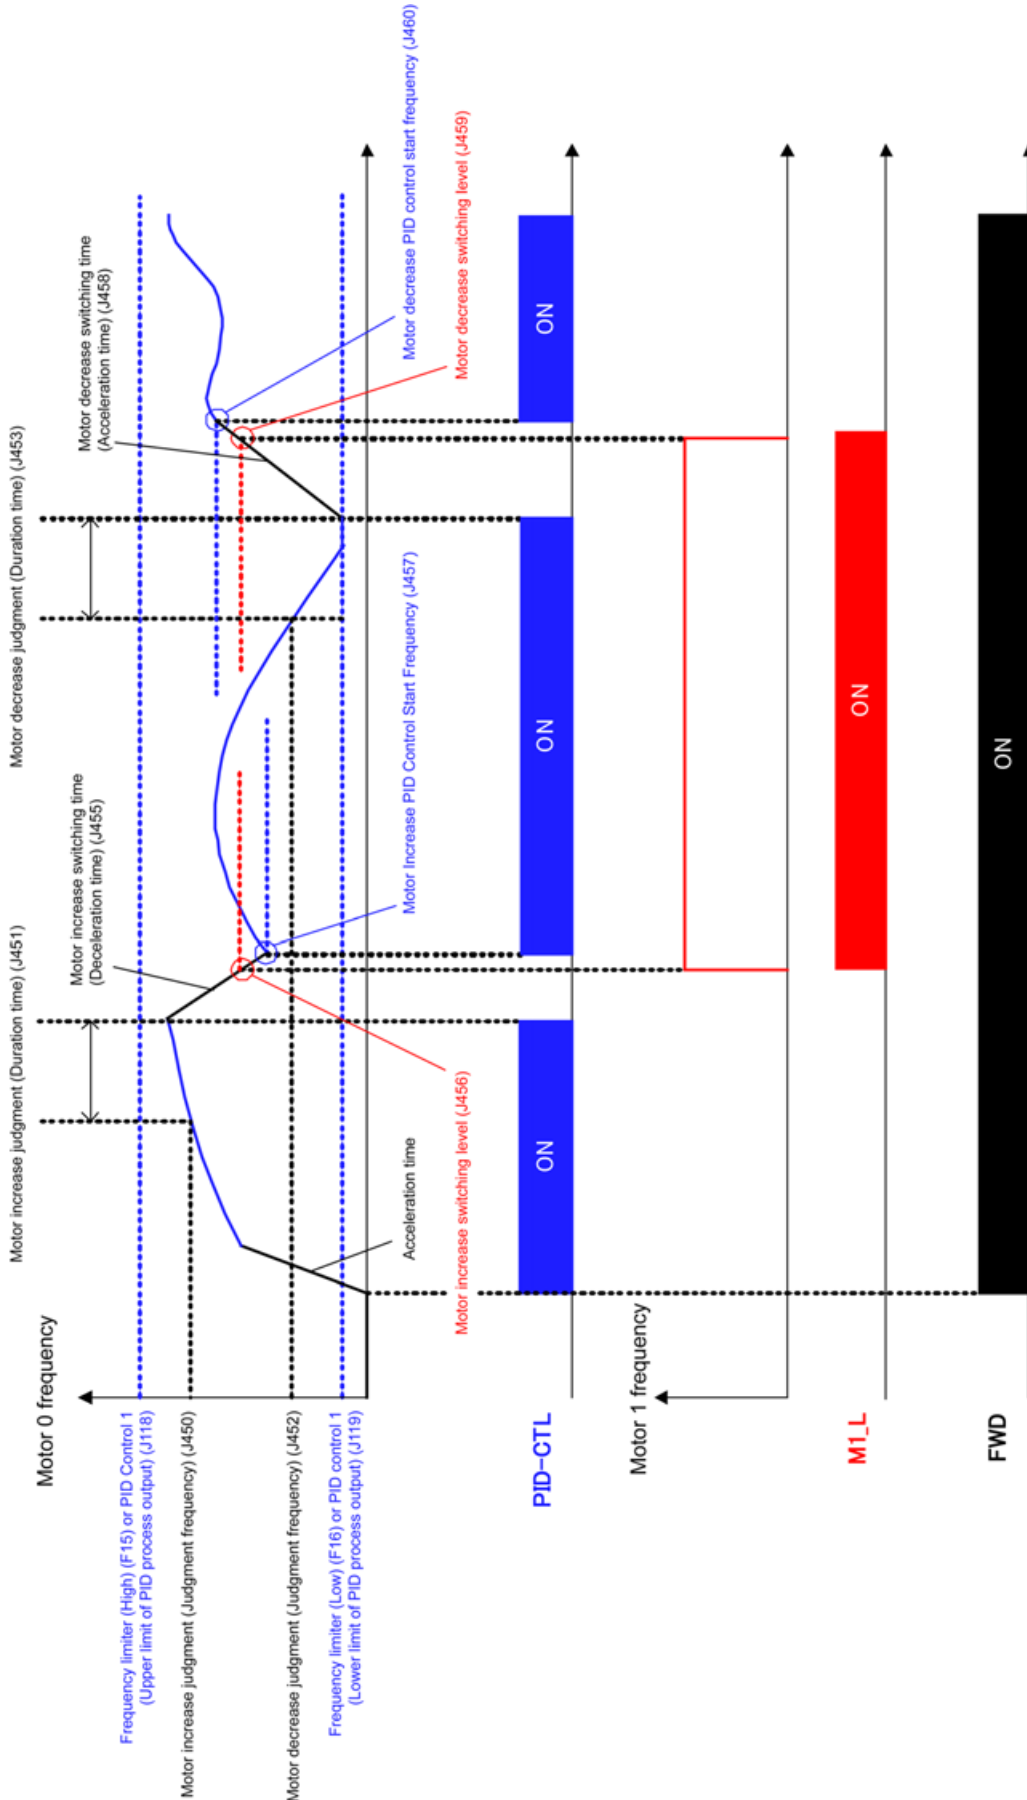 Motor 0 frequency
Frequency limiter (High) (F15) or PID Control 1
(Upper limit of PID process output) (J118)
Motor increase judgment (Judgment frequency) (J450)
Motor decrease judgment (Judgment frequency) (J452)
Frequency limiter (Low) (F16) or PID control 1
(Lower limit of PID process output) (J119)
Motor increase judgment (Duration time) (J451)
Motor increase switching time
(Deceleration time) (J455)
Motor decrease judgment (Duration time) (J453)
Motor decrease switching time
(Acceleration time) (J458)
Acceleration time
Motor increase switching level (J456)
Motor Increase PID Control Start Frequency (J457)
Motor decrease PID control start frequency (J460)
Motor decrease switching level (J459)
PID-CTL
ON
ON
ON
Motor 1 frequency
M1_L
ON
FWD
ON